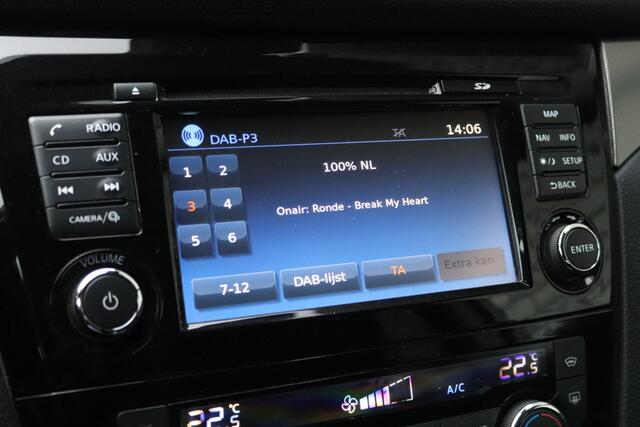 SD
RADIO
CD AUX
CAMERA/
VOLUME
DAB-P3
TA
14:06
1 2
3 4
5 6
100% NL
Onair: Ronde - Break My Heart
7-12
DAB-lijst
TA
Extra kan.
MAP
NAV INFO
SETUP
BACK
ENTER
22.5 °C
A/C
22.5 °C